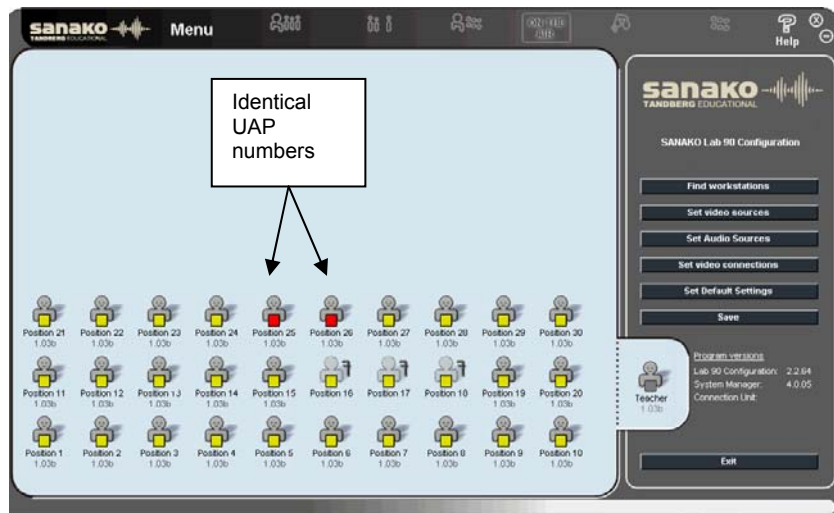 sanako
TANDBERG EDUCATIONAL
Menu
ON THE
AIR
Help
Identical
UAP
numbers
sanako
TANDBERG EDUCATIONAL
SANAKO Lab 90 Configuration
Find workstations
Set video sources
Set Audio Sources
Set video connections
Set Default Settings
Save
Position 21 Position 22 Position 23 Position 24 Position 25 Position 26 Position 27 Position 28 Position 29 Position 30
1.03b 1.03b 1.03b 1.03b 1.03b 1.03b 1.03b 1.03b 1.03b 1.03b
Position 11 Position 12 Position 13 Position 14 Position 15 Position 16 Position 17 Position 18 Position 19 Position 20
1.03b 1.03b 1.03b 1.03b 1.03b 1.03b 1.03b
Position 1 Position 2 Position 3 Position 4 Position 5 Position 6 Position 7 Position 8 Position 9 Position 10
1.03b 1.03b 1.03b 1.03b 1.03b 1.03b 1.03b 1.03b 1.03b 1.03b
Teacher
1.03b
Program versions
Lab 90 Configuration: 2.2.64
System Manager: 4.0.05
Connection Unit:
Exit